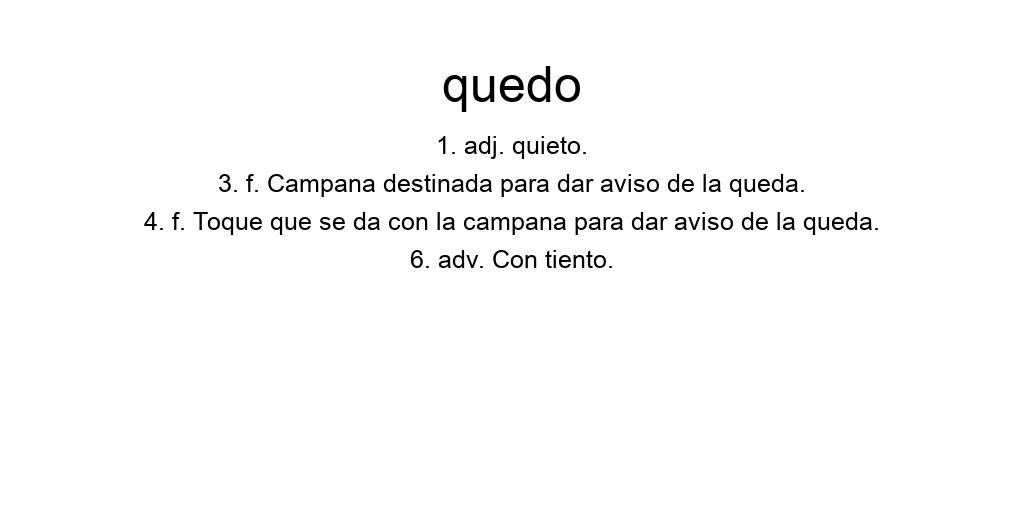 quedo
1. adj. quieto.
3. f. Campana destinada para dar aviso de la queda.
4. f. Toque que se da con la campana para dar aviso de la queda.
6. adv. Con tiento.